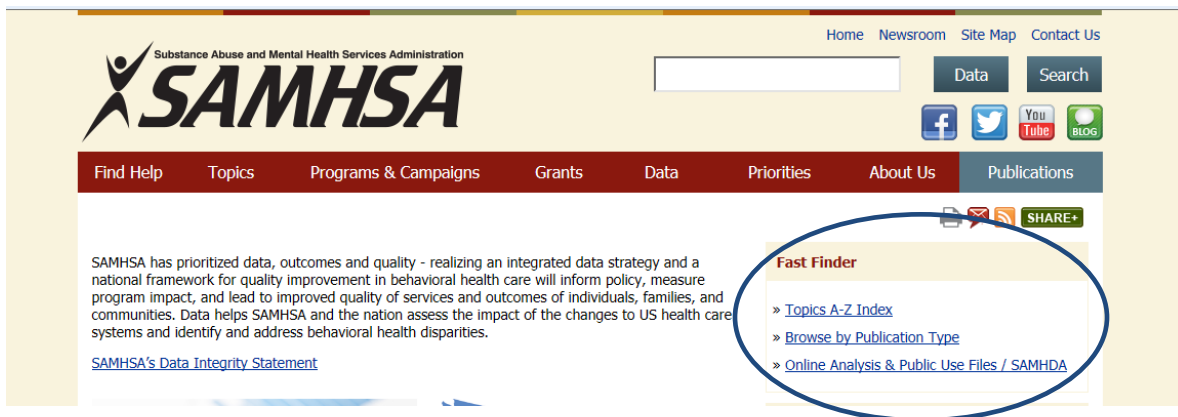 Home Newsroom Site Map Contact Us
Substance Abuse and Mental Health Services Administration
SAMHSA
Data Search
You Tube
BLOG
Find Help Topics Programs & Campaigns Grants Data Priorities About Us Publications
SHARE+
SAMHSA has prioritized data, outcomes and quality - realizing an integrated data strategy and a
national framework for quality improvement in behavioral health care will inform policy, measure
program impact, and lead to improved quality of services and outcomes of individuals, families, and
communities. Data helps SAMHSA and the nation assess the impact of the changes to US health care
systems and identify and address behavioral health disparities.
SAMHSA's Data Integrity Statement
Fast Finder
» Topics A-Z Index
» Browse by Publication Type
» Online Analysis & Public Use Files / SAMHDA